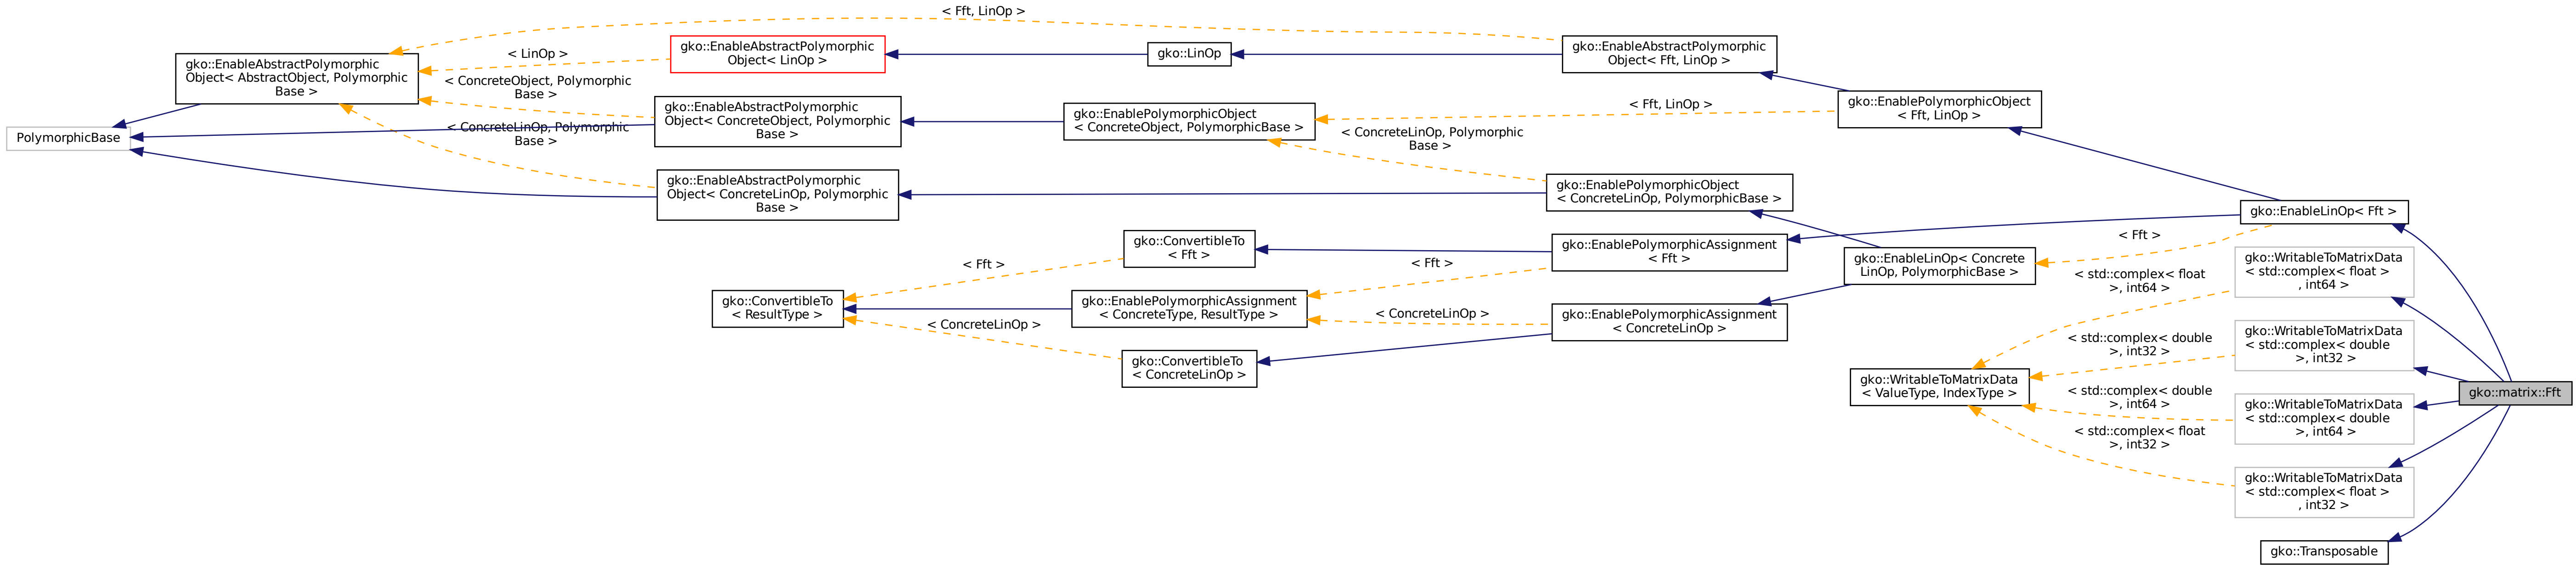 < Fft, LinOp >
gko::EnableAbstractPolymorphic
Object< AbstractObject, Polymorphic
Base >
< LinOp >
gko::EnableAbstractPolymorphic
Object< LinOp >
gko::LinOp
gko::EnableAbstractPolymorphic
Object< Fft, LinOp >
< ConcreteObject, Polymorphic
Base >
gko::EnableAbstractPolymorphic
Object< ConcreteObject, Polymorphic
Base >
gko::EnablePolymorphicObject
< ConcreteObject, PolymorphicBase >
< Fft, LinOp >
gko::EnablePolymorphicObject
< Fft, LinOp >
PolymorphicBase
< ConcreteLinOp, Polymorphic
Base >
< ConcreteLinOp, Polymorphic
Base >
gko::EnableAbstractPolymorphic
Object< ConcreteLinOp, Polymorphic
Base >
gko::EnablePolymorphicObject
< ConcreteLinOp, PolymorphicBase >
gko::EnableLinOp< Fft >
gko::ConvertibleTo
< Fft >
gko::EnablePolymorphicAssignment
< Fft >
gko::EnableLinOp< Concrete
LinOp, PolymorphicBase >
< Fft >
< Fft >
< Fft >
gko::ConvertibleTo
< ResultType >
gko::EnablePolymorphicAssignment
< ConcreteType, ResultType >
< ConcreteLinOp >
< ConcreteLinOp >
gko::EnablePolymorphicAssignment
< ConcreteLinOp >
gko::ConvertibleTo
< ConcreteLinOp >
< std::complex< float
>, int64 >
gko::WritableToMatrixData
< std::complex< float >
, int64 >
< std::complex< double
>, int32 >
gko::WritableToMatrixData
< std::complex< double
>, int32 >
gko::WritableToMatrixData
< ValueType, IndexType >
< std::complex< double
>, int64 >
gko::WritableToMatrixData
< std::complex< double
>, int64 >
gko::matrix::Fft
< std::complex< float
>, int32 >
gko::WritableToMatrixData
< std::complex< float >
, int32 >
gko::Transposable